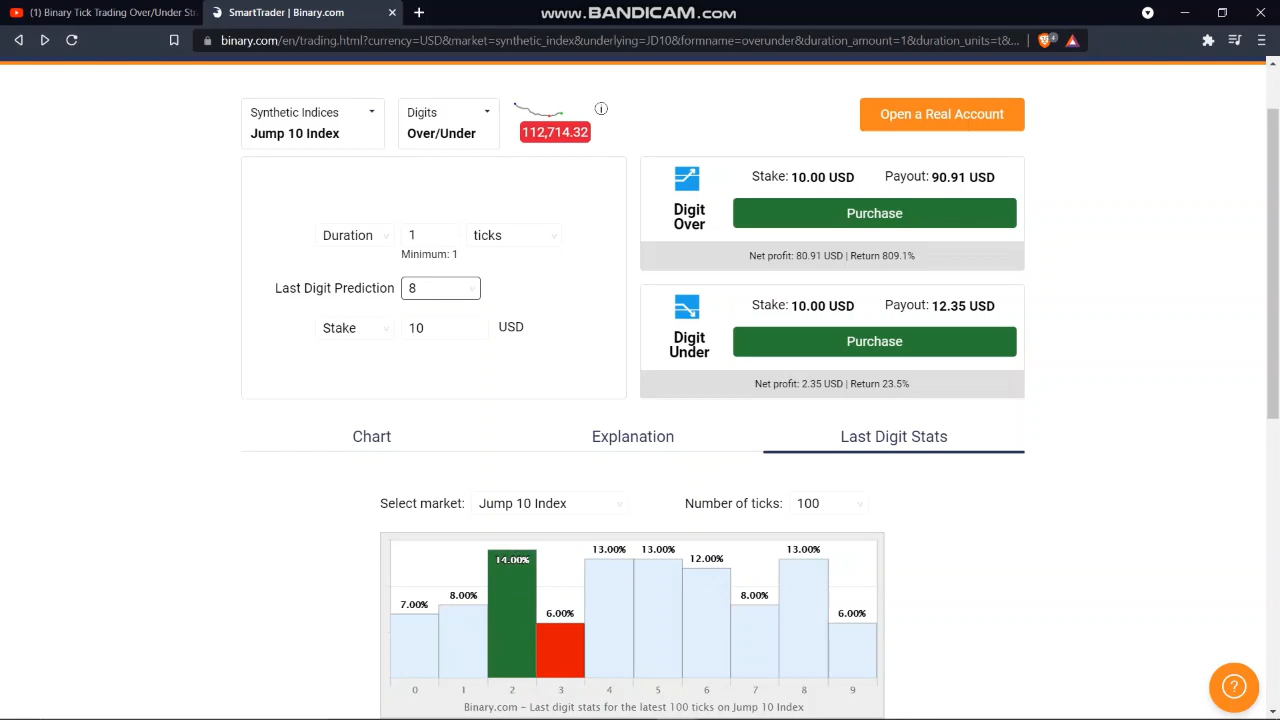 (1) Binary Tick Trading Over/Under Str
SmartTrader | Binary.com
www.BANDICAM.com
binary.com/en/trading.html?currency=USD&market=synthetic_index&underlying=JD10&formname=overunder&duration_amount=1&duration_units=t&...
4
Synthetic Indices
Jump 10 Index
Digits
Over/Under
112,714.32
Open a Real Account
Duration 1 ticks
Minimum: 1
Last Digit Prediction 8
Stake 10 USD
Stake: 10.00 USD Payout: 90.91 USD
Digit
Over
Purchase
Net profit: 80.91 USD | Return 809.1%
Stake: 10.00 USD Payout: 12.35 USD
Digit
Under
Purchase
Net profit: 2.35 USD | Return 23.5%
Chart Explanation Last Digit Stats
Select market: Jump 10 Index Number of ticks: 100
7.00% 8.00% 14.00% 6.00% 13.00% 13.00% 12.00% 8.00% 13.00% 6.00%
0 1 2 3 4 5 6 7 8 9
Binary.com - Last digit stats for the latest 100 ticks on Jump 10 Index